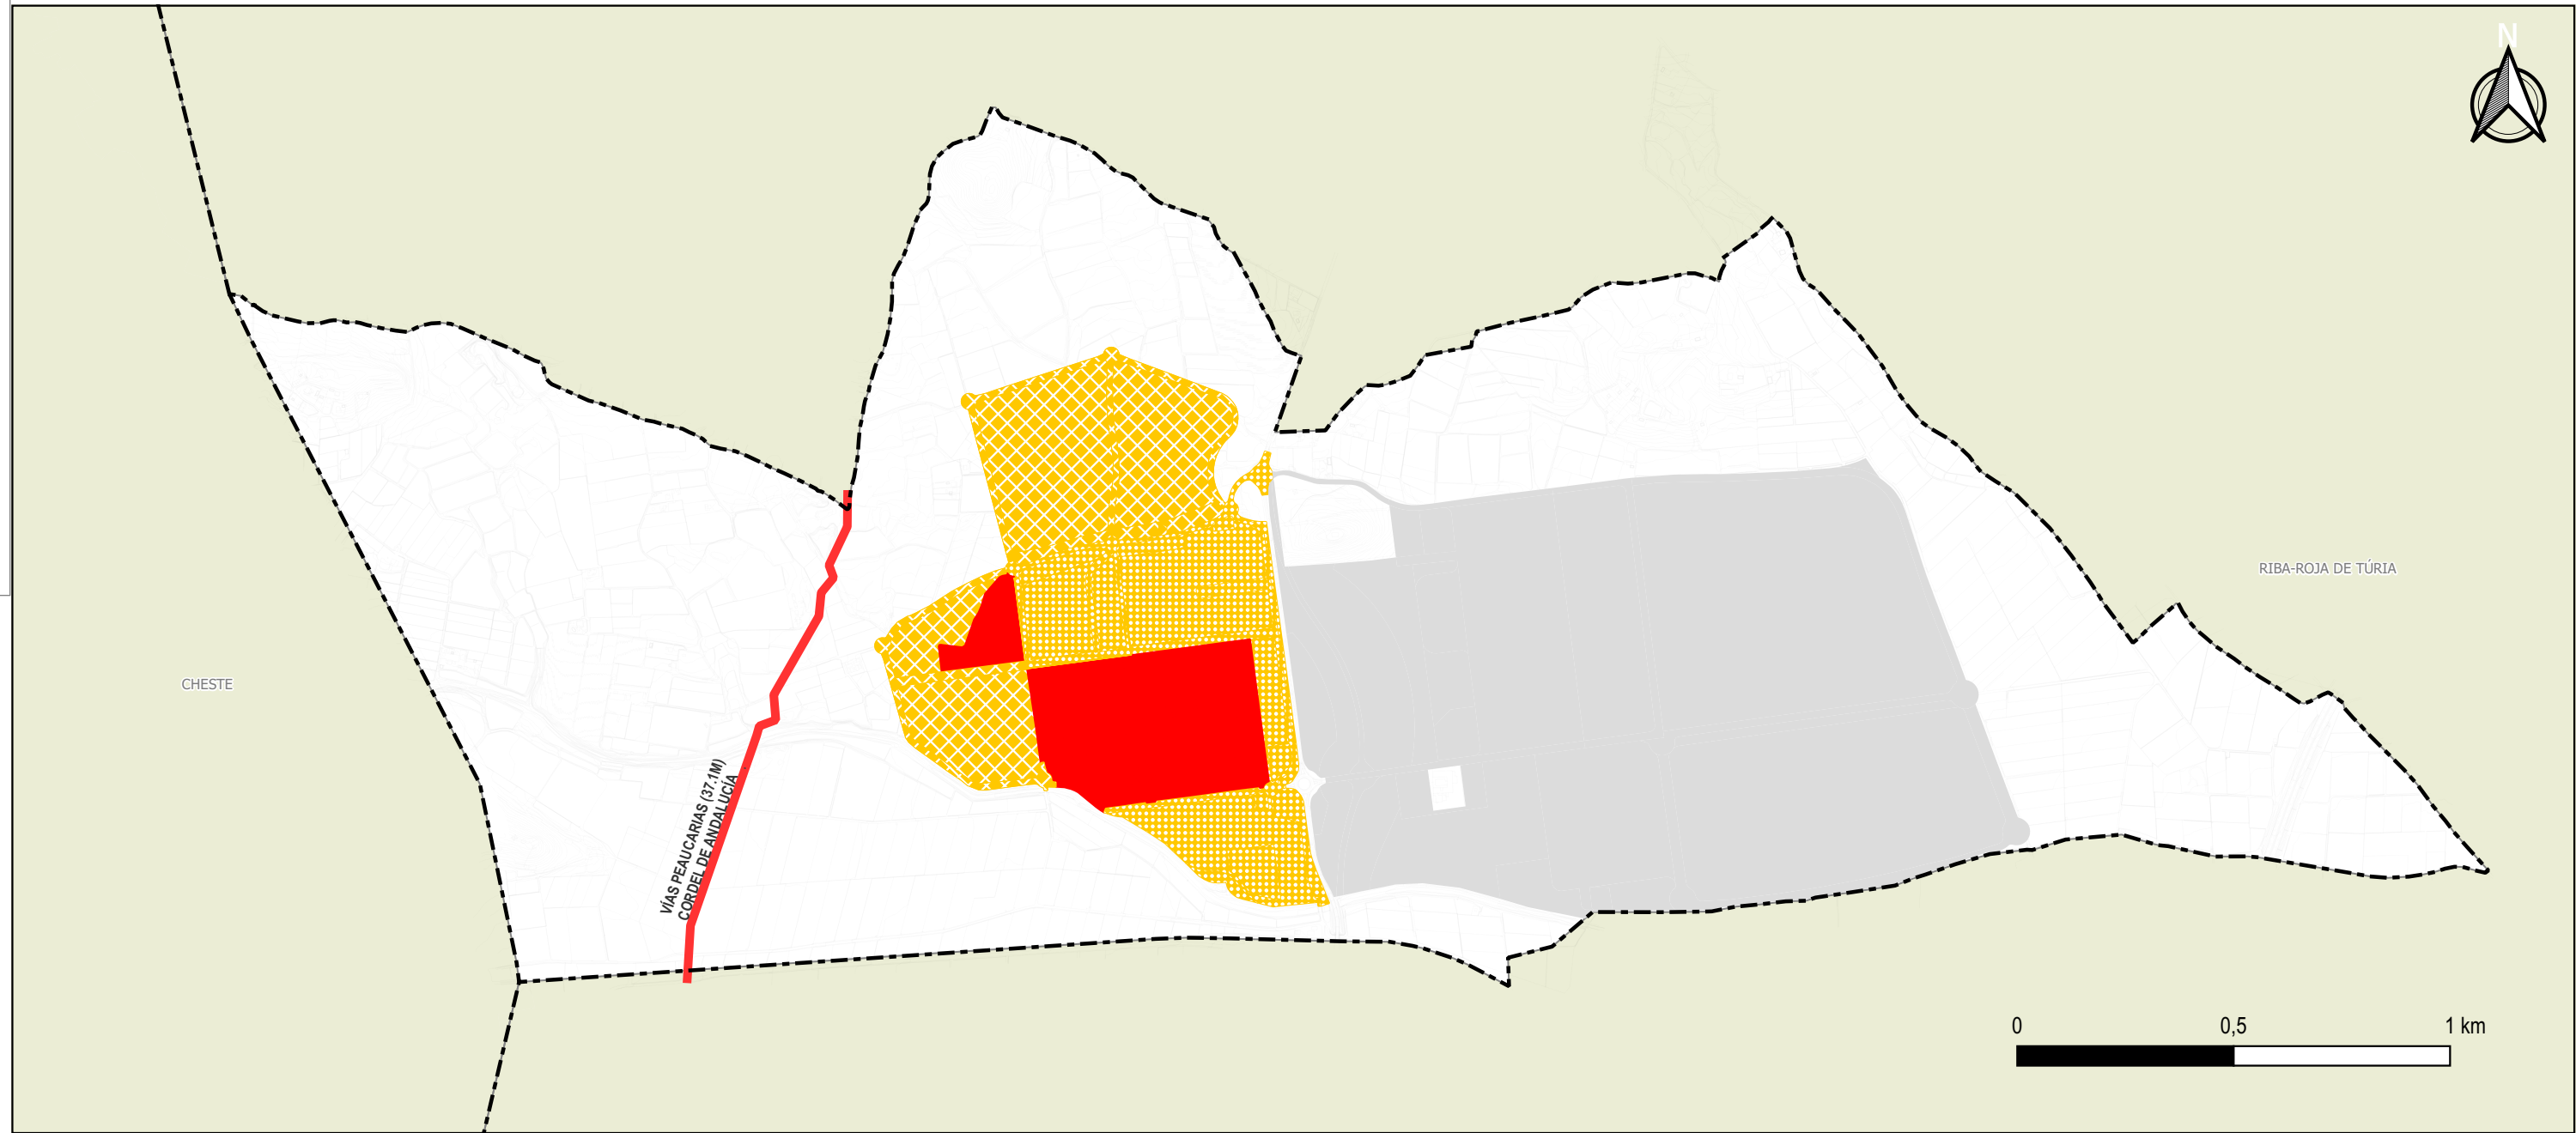 N
RIBA-ROJA DE TÚRIA
CHESTE
VÍAS PEAUCARIAS (37.1M)
CORDEL DE ANDALUCÍA
0 0,5 1 km